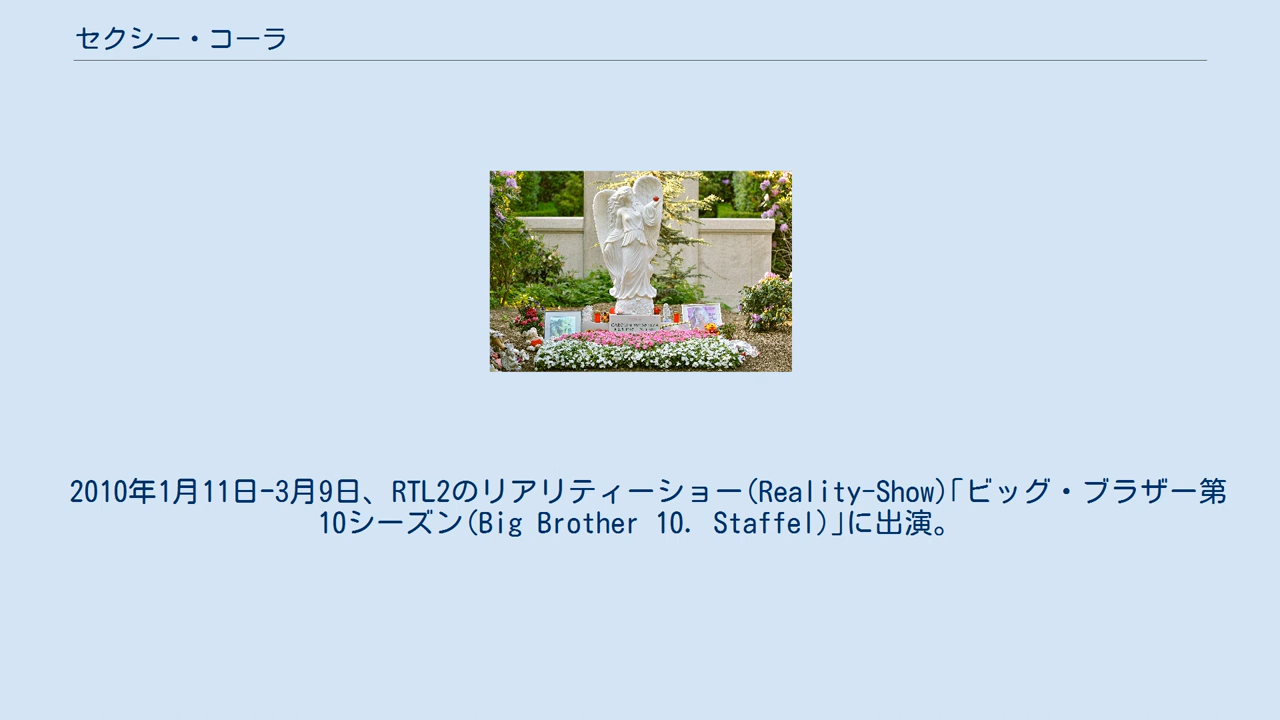 セクシー・コーラ
2010年1月11日-3月9日、RTL2のリアリティーショー(Reality-Show)｢ビッグ・ブラザー第
10シーズン(Big Brother 10. Staffel)｣に出演。